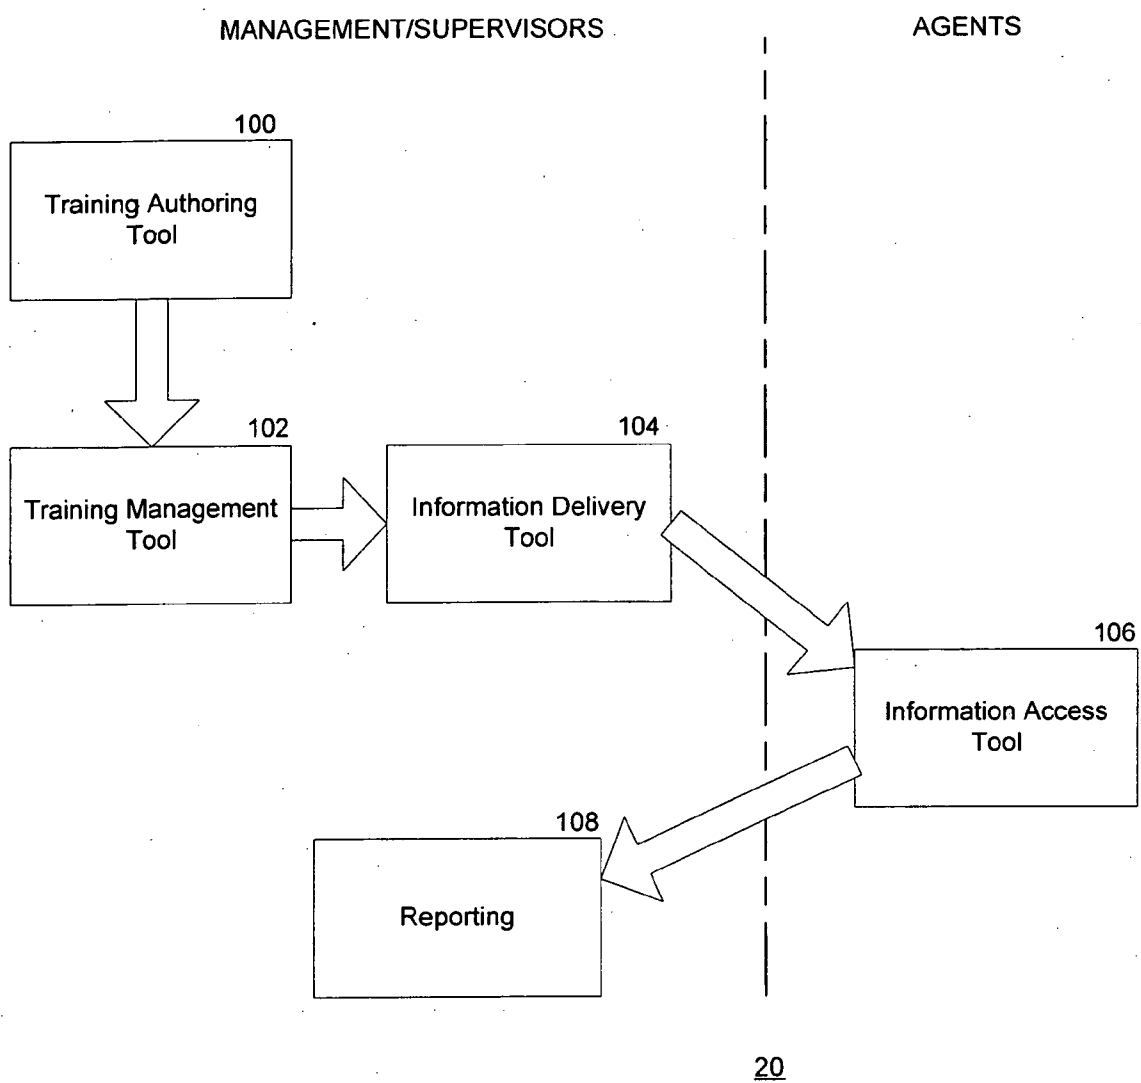 MANAGEMENT/SUPERVISORS
AGENTS
100
Training Authoring
Tool
102
Training Management
Tool
104
Information Delivery
Tool
106
Information Access
Tool
108
Reporting
20